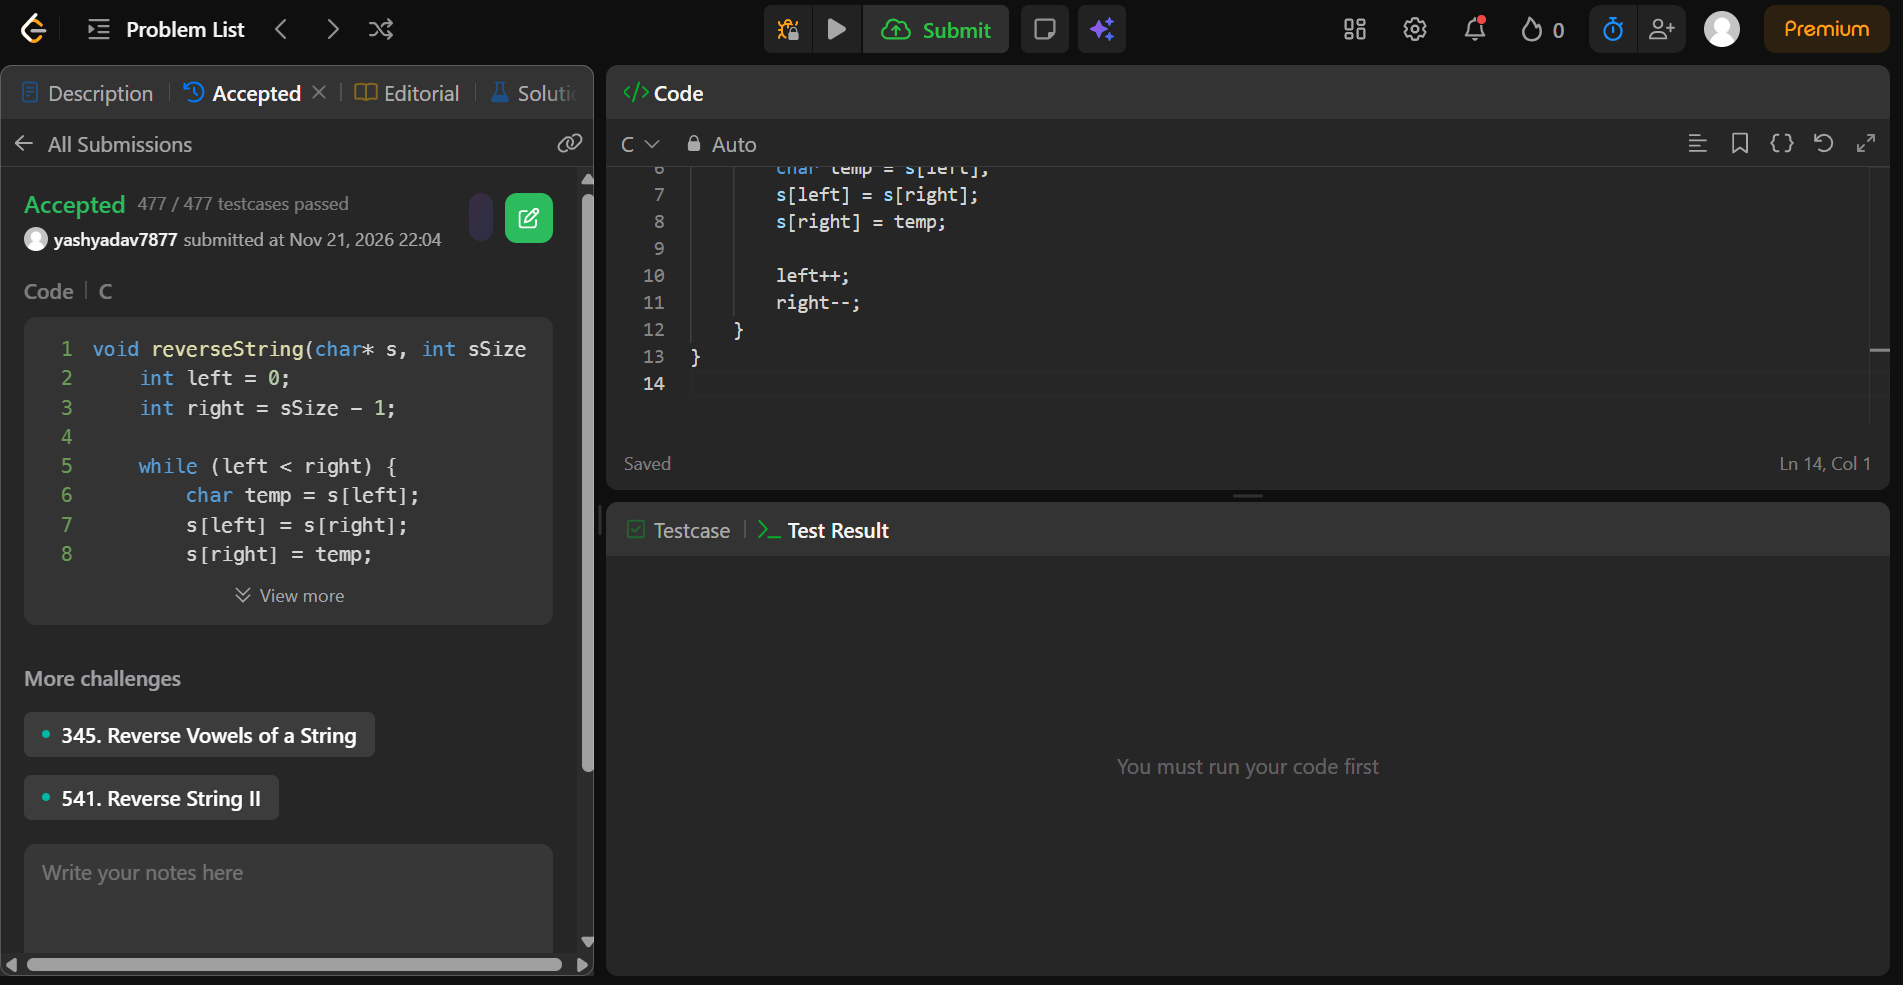 Problem List
Submit
0
Premium
Description
Accepted
Editorial
All Submissions
Accepted 477 / 477 testcases passed
yashyadav7877 submitted at Nov 21, 2026 22:04
Code | C
1 void reverseString(char* s, int sSize
2 int left = 0;
3 int right = sSize - 1;
4
5 while (left < right) {
6 char temp = s[left];
7 s[left] = s[right];
8 s[right] = temp;
View more
More challenges
345. Reverse Vowels of a String
541. Reverse String II
Write your notes here
</> Code
C
Auto
6 char temp = s[left];
7 s[left] = s[right];
8 s[right] = temp;
9
10 left++;
11 right--;
12 }
13 }
14
Saved
Ln 14, Col 1
Testcase
Test Result
You must run your code first